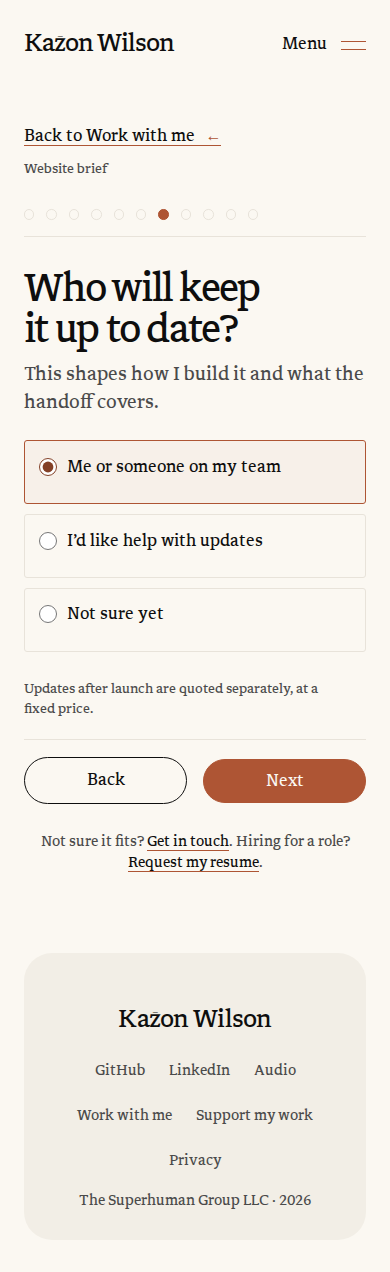 Kažon Wilson
Menu
Back to Work with me ←
Website brief
Who will keep
it up to date?
This shapes how I build it and what the
handoff covers.
Me or someone on my team
I’d like help with updates
Not sure yet
Updates after launch are quoted separately, at a
fixed price.
Back
Next
Not sure it fits? Get in touch. Hiring for a role?
Request my resume.
Kažon Wilson
GitHub LinkedIn Audio
Work with me Support my work
Privacy
The Superhuman Group LLC · 2026